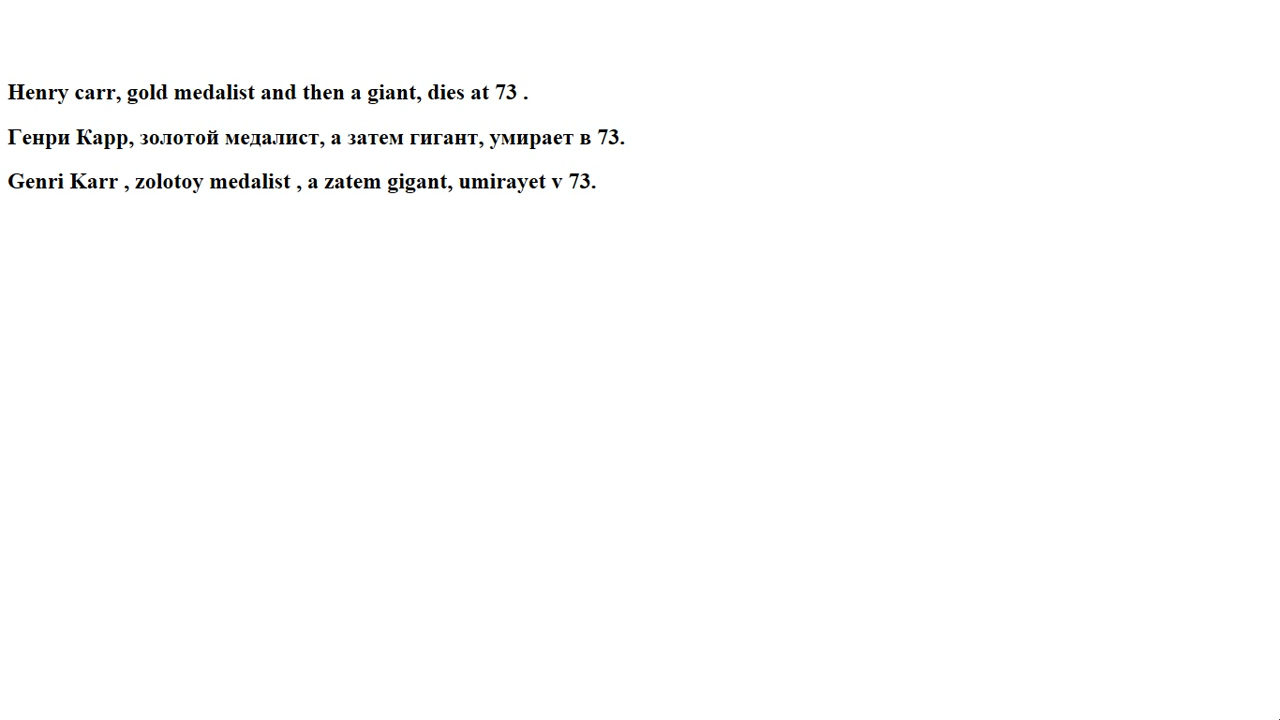 Henry carr, gold medalist and then a giant, dies at 73 .
Генри Карр, золотой медалист, а затем гигант, умирает в 73.
Genri Karr , zolotoy medalist , a zatem gigant, umirayet v 73.